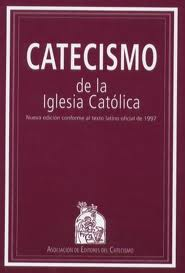 CATECISMO
de la
Iglesia Católica
Nueva edición conforme al texto latino oficial de 1997
ASOCIACIÓN DE EDITORES DEL CATECISMO